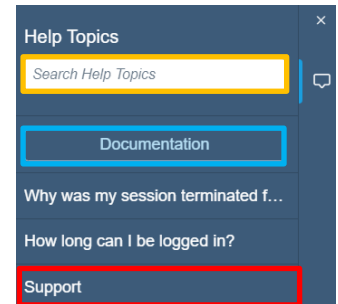 Help Topics
Search Help Topics
Documentation
Why was my session terminated f...
How long can I be logged in?
Support